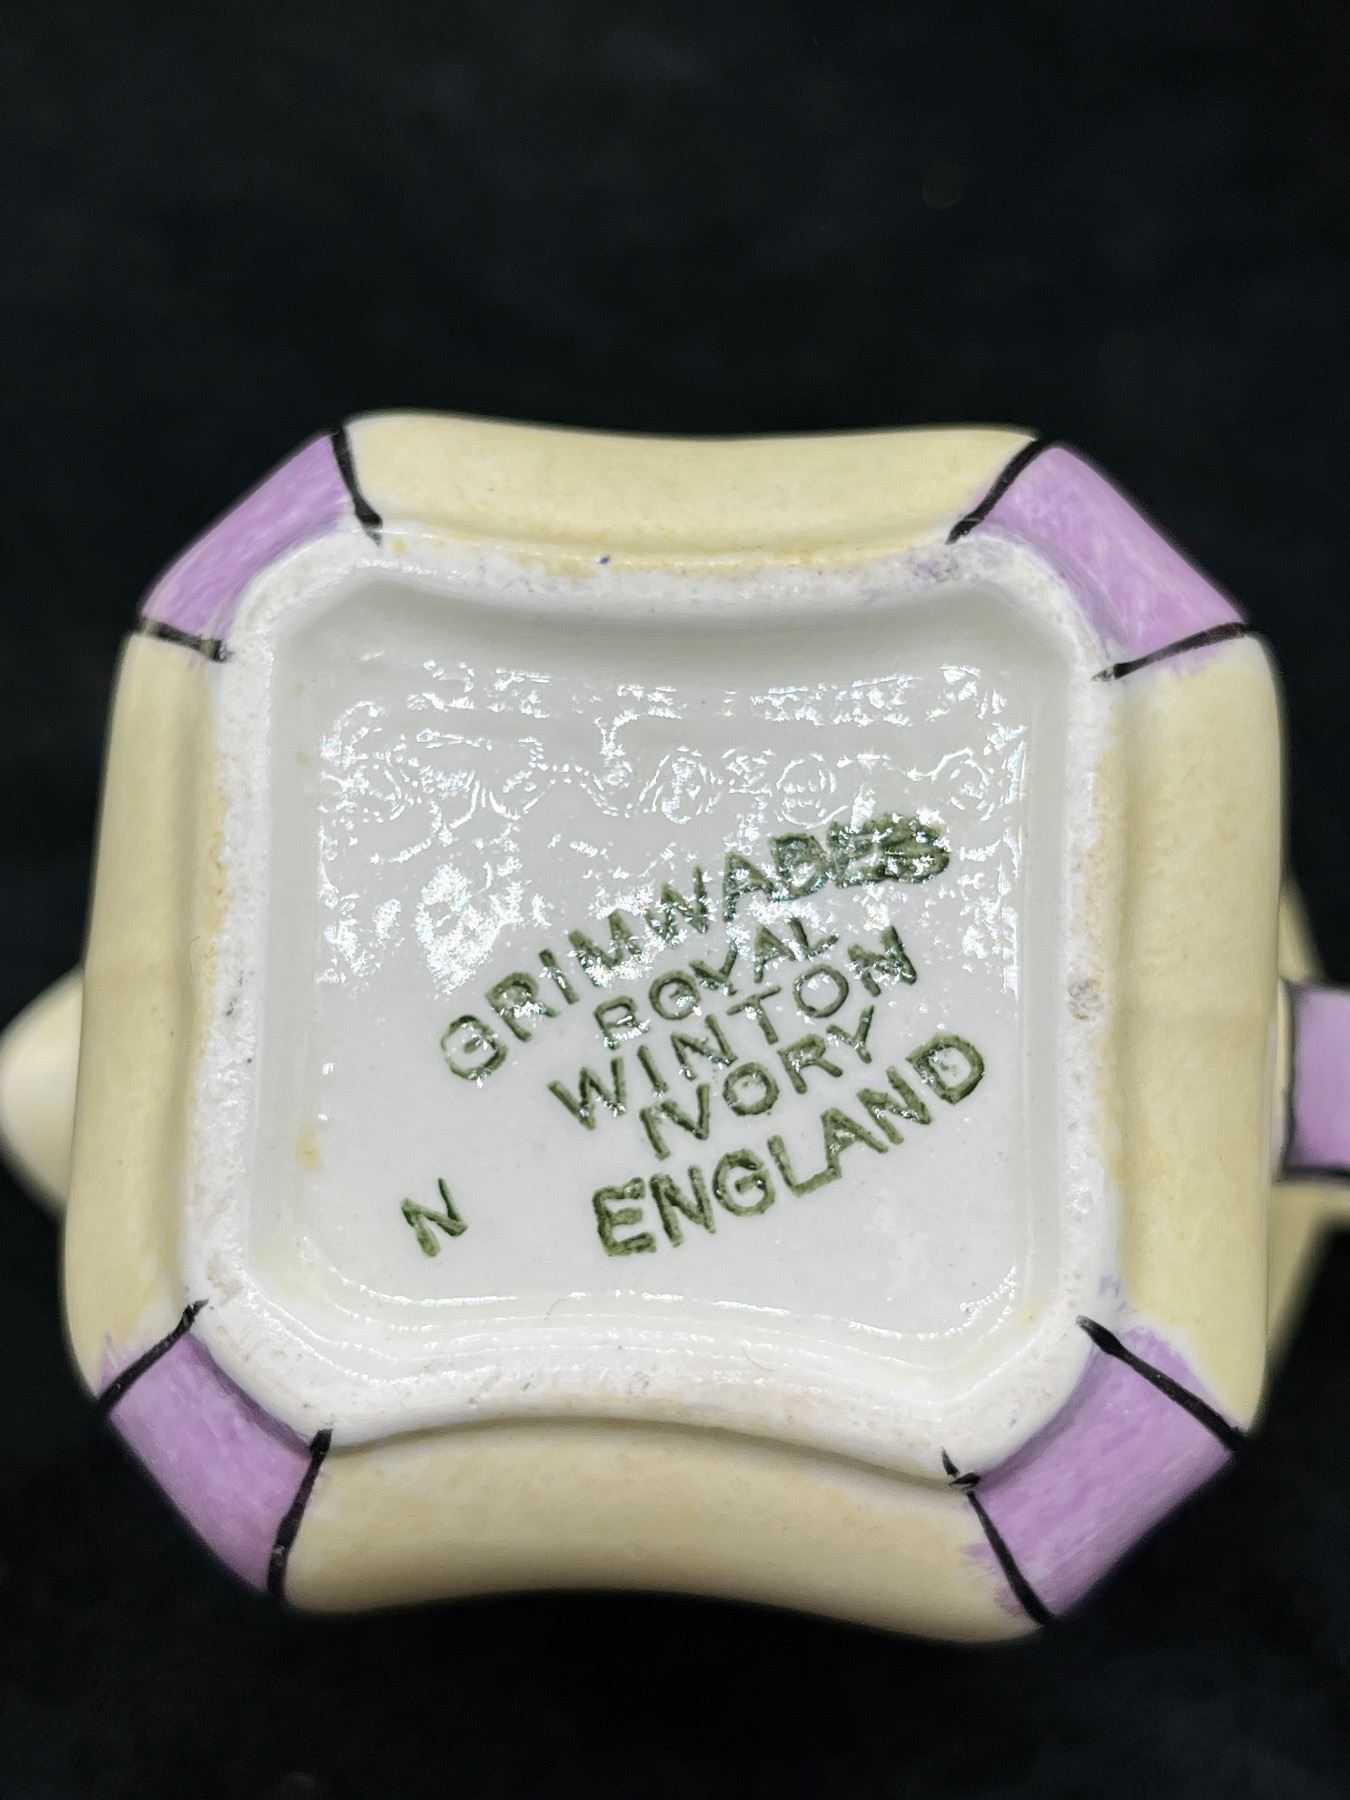 GRIMWADES
ROYAL
WINTON
IVORY
ENGLAND
N